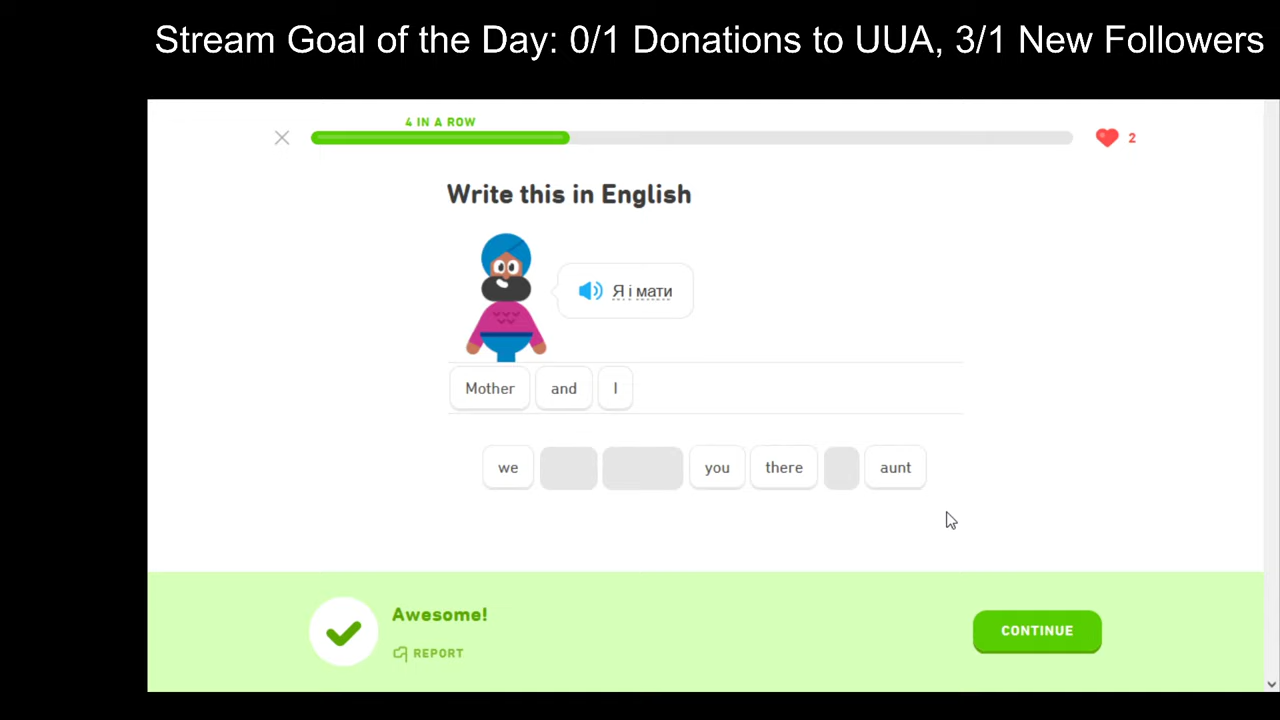 Stream Goal of the Day: 0/1 Donations to UUA, 3/1 New Followers
4 IN A ROW
2
Write this in English
Я і мати
Mother and I
we you there aunt
Awesome!
REPORT
CONTINUE